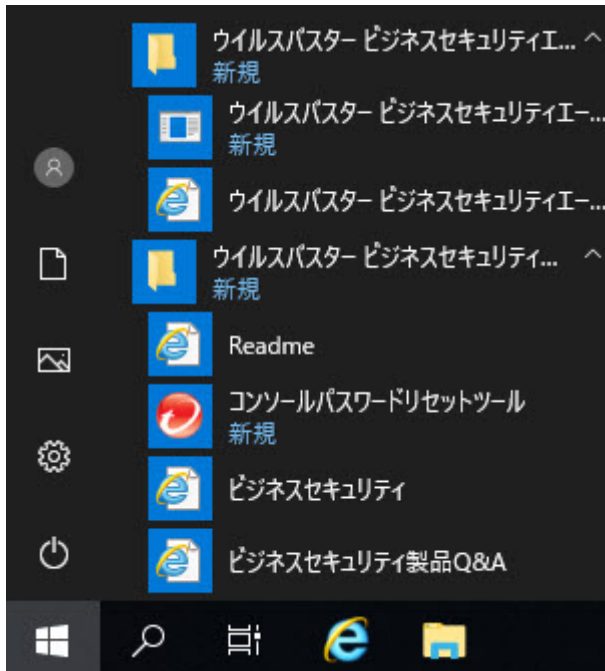 ウイルスバスター ビジネスセキュリティエ...
新規
ウイルスバスター ビジネスセキュリティエー...
新規
ウイルスバスター ビジネスセキュリティエー...
ウイルスバスター ビジネスセキュリティ...
新規
Readme
コンソールパスワードリセットツール
新規
ビジネスセキュリティ
ビジネスセキュリティ製品Q&A